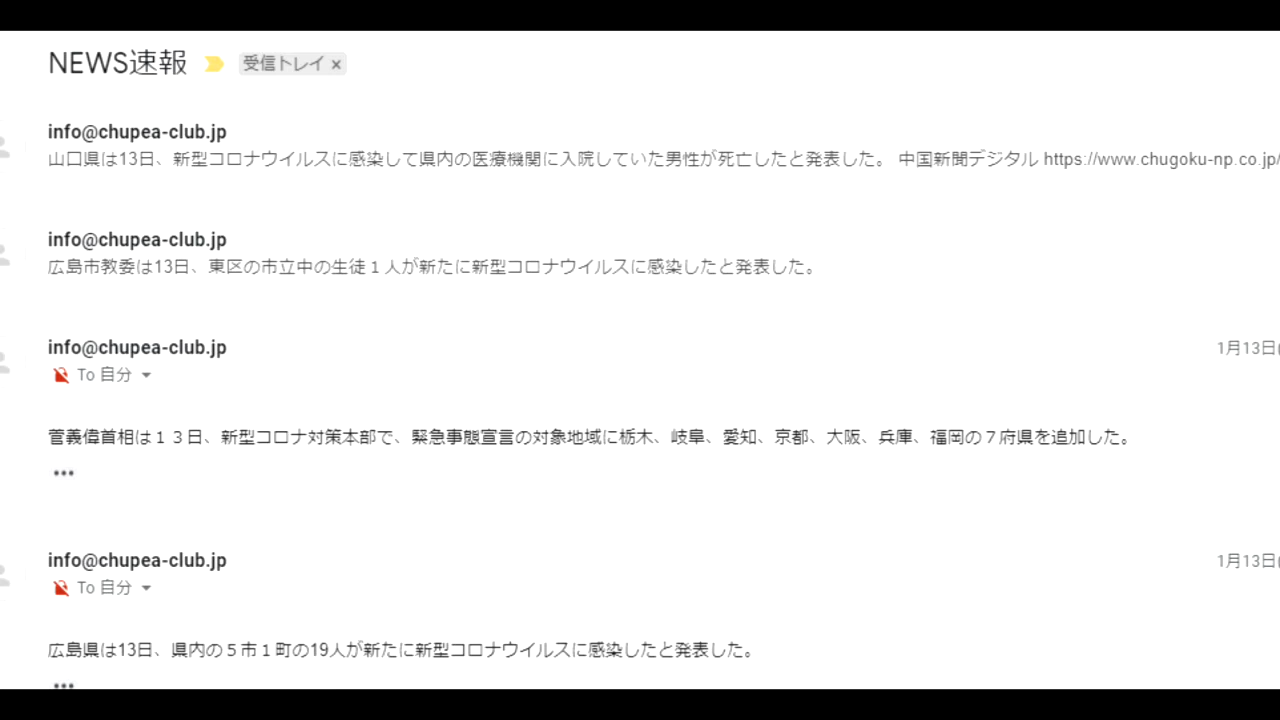 NEWS速報 受信トレイ ×
info@chupea-club.jp
山口県は13日、新型コロナウイルスに感染して県内の医療機関に入院していた男性が死亡したと発表した。 中国新聞デジタル https://www.chugoku-np.co.jp/
info@chupea-club.jp
広島市教委は13日、東区の市立中の生徒１人が新たに新型コロナウイルスに感染したと発表した。
info@chupea-club.jp 1月13日(
To 自分
菅義偉首相は１３日、新型コロナ対策本部で、緊急事態宣言の対象地域に栃木、岐阜、愛知、京都、大阪、兵庫、福岡の７府県を追加した。
•••
info@chupea-club.jp 1月13日(
To 自分
広島県は13日、県内の５市１町の19人が新たに新型コロナウイルスに感染したと発表した。
•••